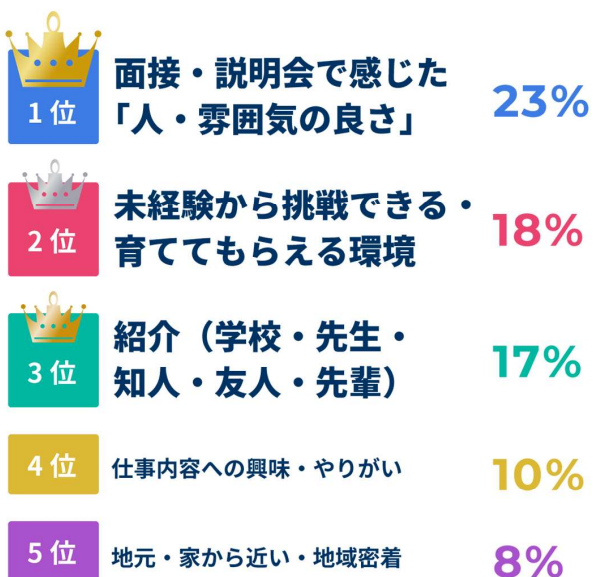 1位
面接・説明会で感じた
「人・雰囲気の良さ」
23%
2位
未経験から挑戦できる・
育ててもらえる環境
18%
3位
紹介（学校・先生・
知人・友人・先輩）
17%
4位
仕事内容への興味・やりがい
10%
5位
地元・家から近い・地域密着
8%